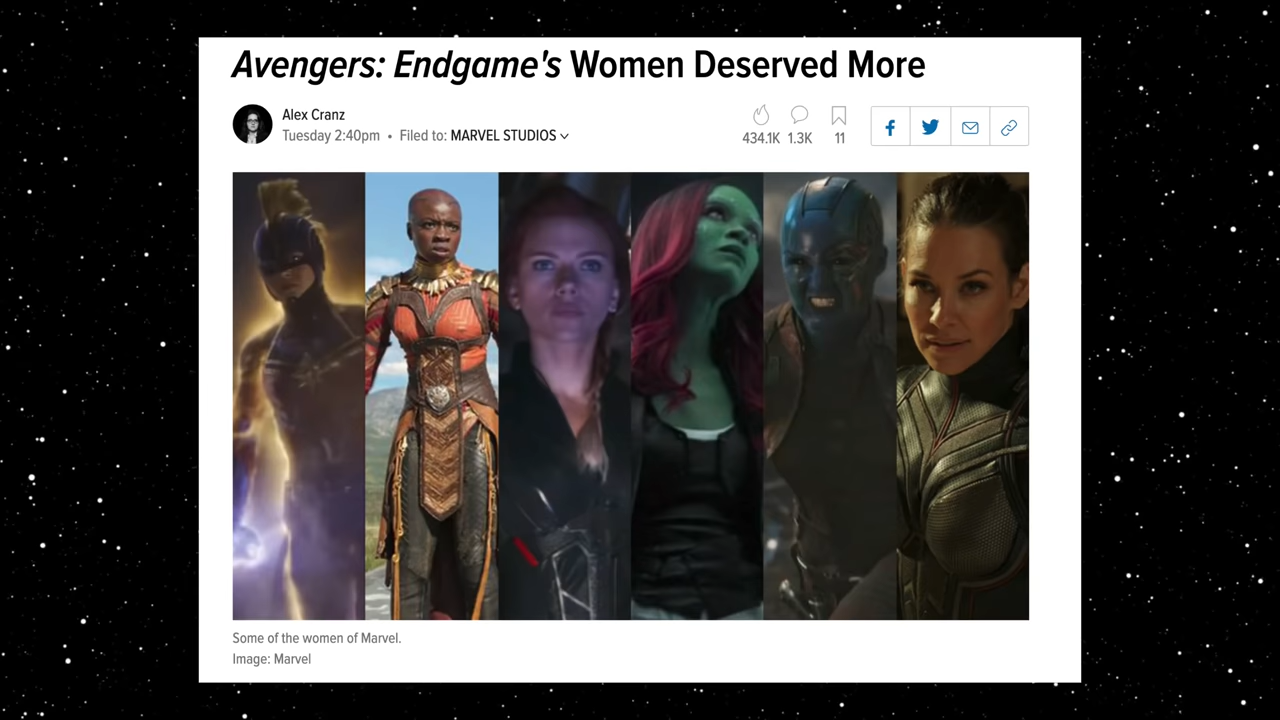 Avengers: Endgame's Women Deserved More
Alex Cranz
Tuesday 2:40pm • Filed to: MARVEL STUDIOS
434.1K 1.3K 11
Some of the women of Marvel.
Image: Marvel